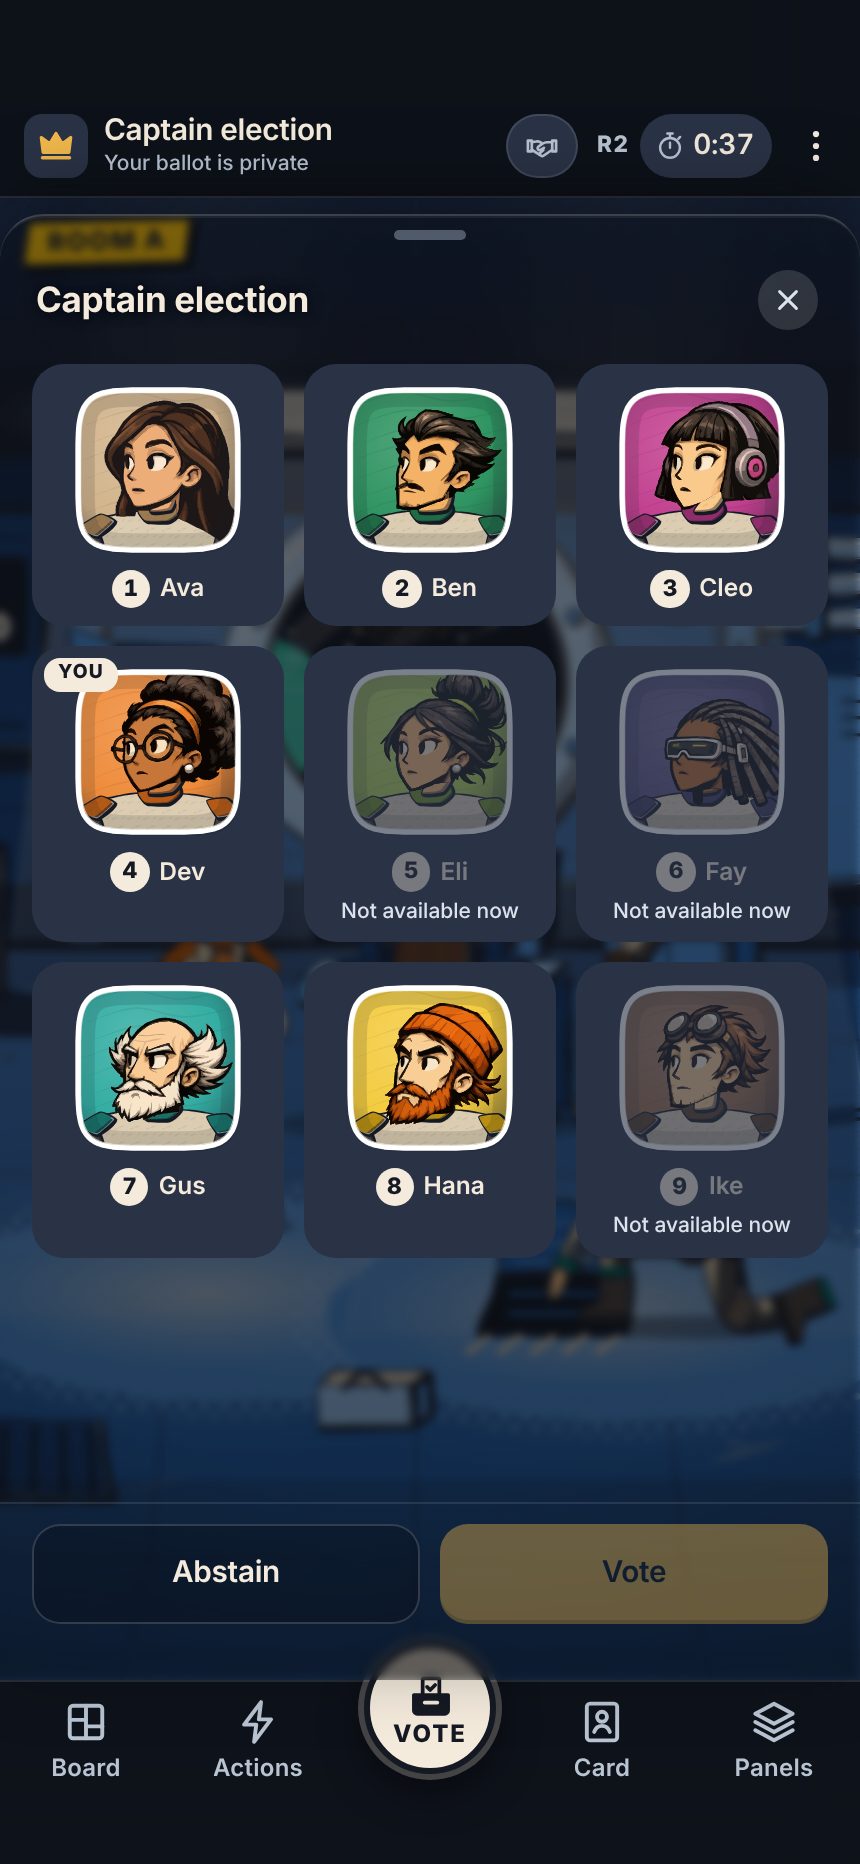 Captain election
Your ballot is private
R2
0:37
ROOM A
Captain election
1 Ava
2 Ben
3 Cleo
YOU
4 Dev
5 Eli
Not available now
6 Fay
Not available now
7 Gus
8 Hana
9 Ike
Not available now
Abstain
Vote
VOTE
Board
Actions
Card
Panels